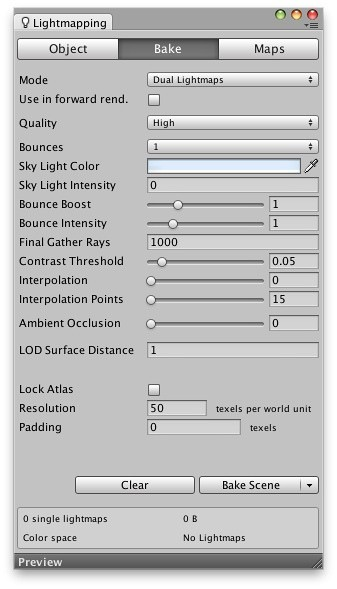 Lightmapping
Object Bake Maps
Mode Dual Lightmaps
Use in forward rend.
Quality High
Bounces 1
Sky Light Color
Sky Light Intensity 0
Bounce Boost 1
Bounce Intensity 1
Final Gather Rays 1000
Contrast Threshold 0.05
Interpolation 0
Interpolation Points 15
Ambient Occlusion 0
LOD Surface Distance 1
Lock Atlas
Resolution 50 texels per world unit
Padding 0 texels
Clear Bake Scene
0 single lightmaps 0 B
Color space No Lightmaps
Preview